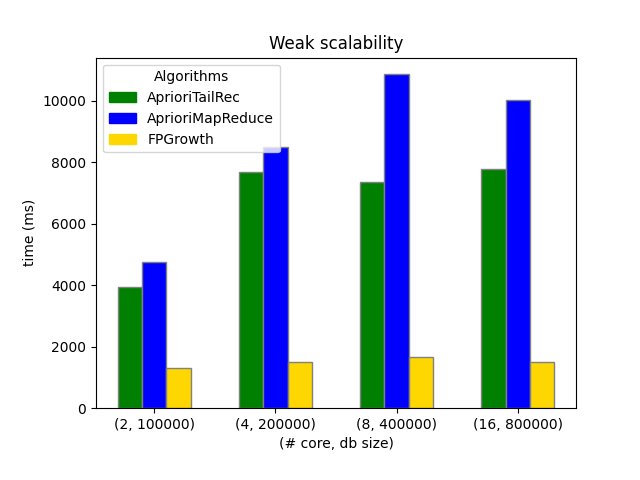 Weak scalability
Algorithms
AprioriTailRec
AprioriMapReduce
FPGrowth
time (ms)
10000
8000
6000
4000
2000
0
(2, 100000) (4, 200000) (8, 400000) (16, 800000)
(# core, db size)